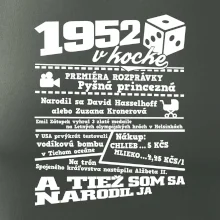 1952
v kocke
PREMIÉRA ROZPRÁVKY
Pyšná princezná
Narodil sa David Hasselhoff
alebo Zuzana Kronerová
Emil Zátopek vyhral 3 zlaté medaile
na Letných olympijských hrách v Helsinkách
V USA prvýkrát testovali
vodíkovú bombu
v Tichom oceáne
Nákup:
CHLIEB...5 KČS
MLIEKO...2,25 KČS/l
Na trón
Spojeného kráľovstva nastúpila Alžbeta II.
A TIEŽ SOM SA
NARODIL JA